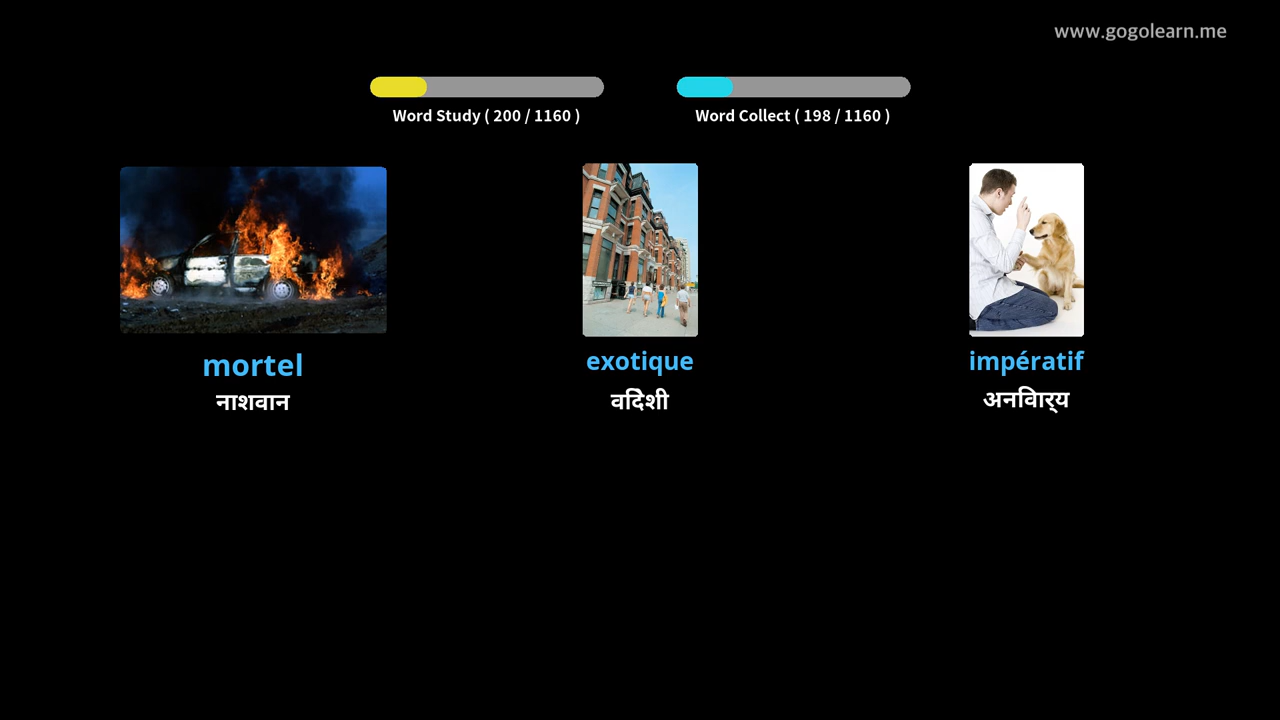 www.gogolearn.me
Word Study ( 200 / 1160 )
Word Collect ( 198 / 1160 )
mortel
exotique
impératif
नाशवान
विदेशी
अनिवार्य